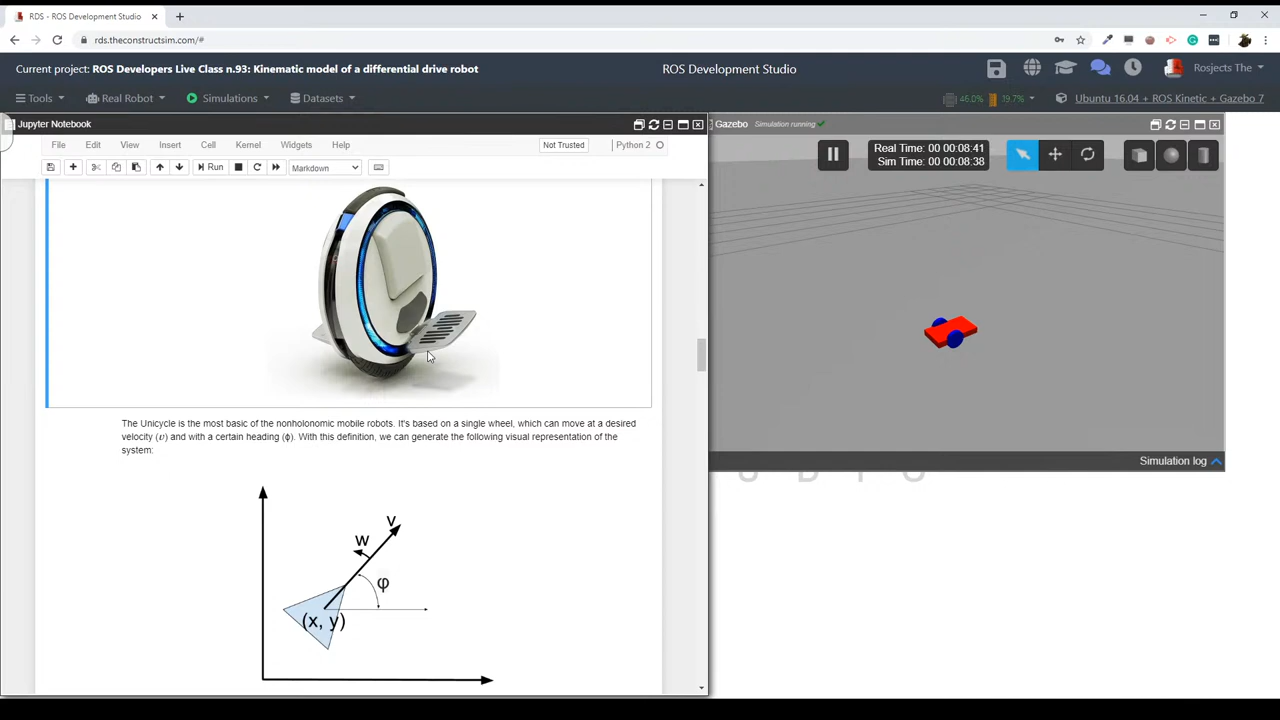 RDS - ROS Development Studio
rds.theconstructsim.com/#
Current project: ROS Developers Live Class n.93: Kinematic model of a differential drive robot
ROS Development Studio
Rosjects The
Tools
Real Robot
Simulations
Datasets
46.0%
Ubuntu 16.04 + ROS Kinetic + Gazebo 7
Jupyter Notebook
Gazebo
Simulation running
File Edit View Insert Cell Kernel Widgets Help
Not Trusted
Python 2
Run
Markdown
Real Time: 00 00:08:41
Sim Time: 00 00:08:38
The Unicycle is the most basic of the nonholonomic mobile robots. It's based on a single wheel, which can move at a desired
velocity (υ) and with a certain heading (ϕ). With this definition, we can generate the following visual representation of the
system:
v
w
φ
(x, y)
Simulation log